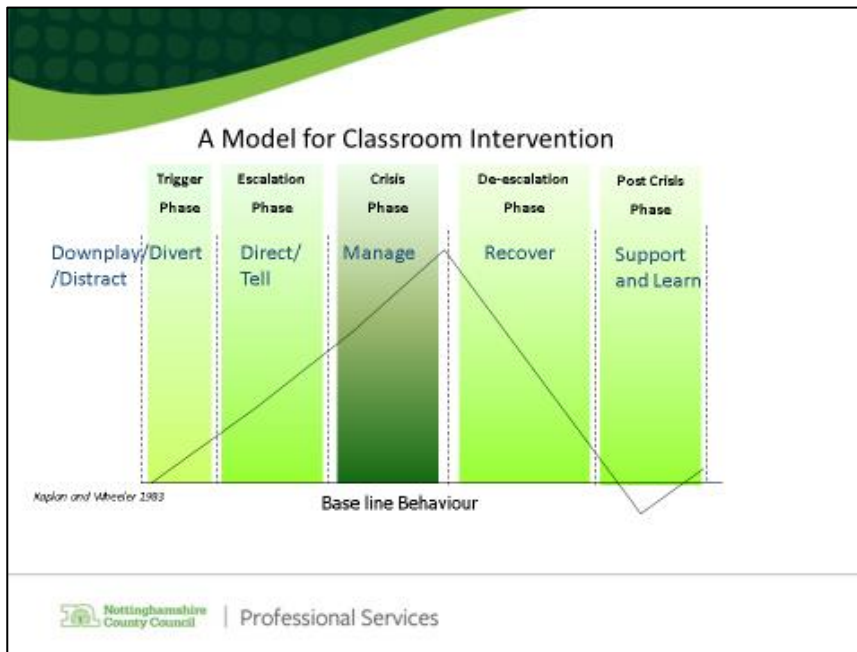 A Model for Classroom Intervention
Trigger
Phase
Escalation
Phase
Crisis
Phase
De-escalation
Phase
Post Crisis
Phase
Downplay/Divert
/Distract
Direct/
Tell
Manage
Recover
Support
and Learn
Kaplan and Wheeler 1983
Base line Behaviour
Nottinghamshire
County Council
Professional Services